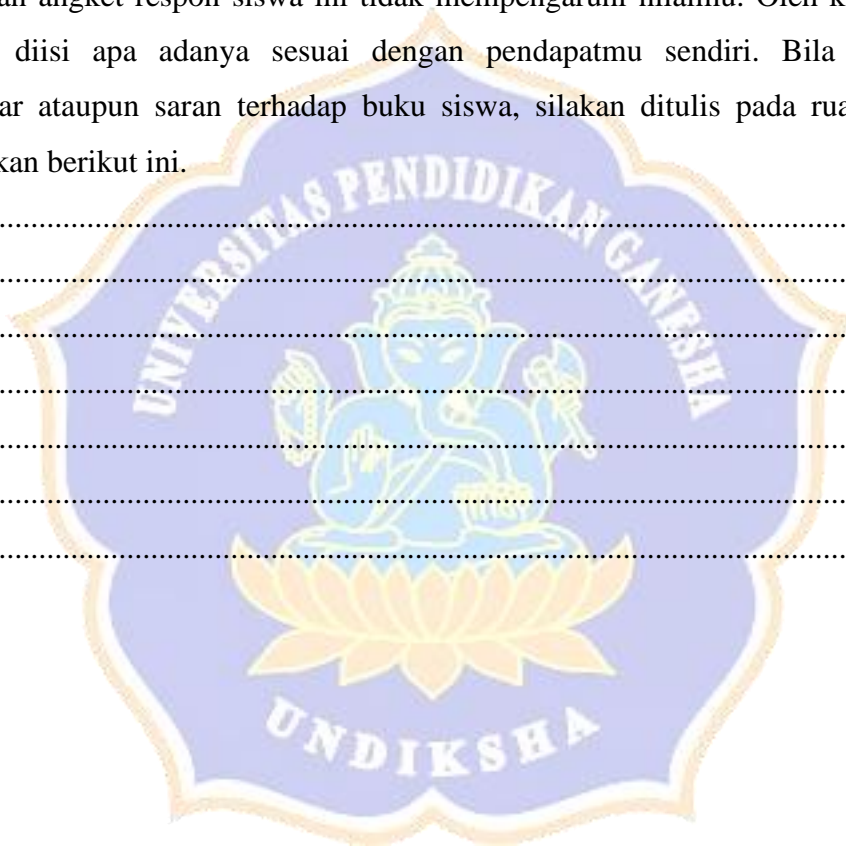 an angket respon siswa ini tidak mempengaruhi nilaimu. Oleh k
diisi apa adanya sesuai dengan pendapatmu sendiri. Bila
ar ataupun saran terhadap buku siswa, silakan ditulis pada rua
kan berikut ini.
UNIVERSITAS PENDIDIKAN GANESHA
UNDIKSHA